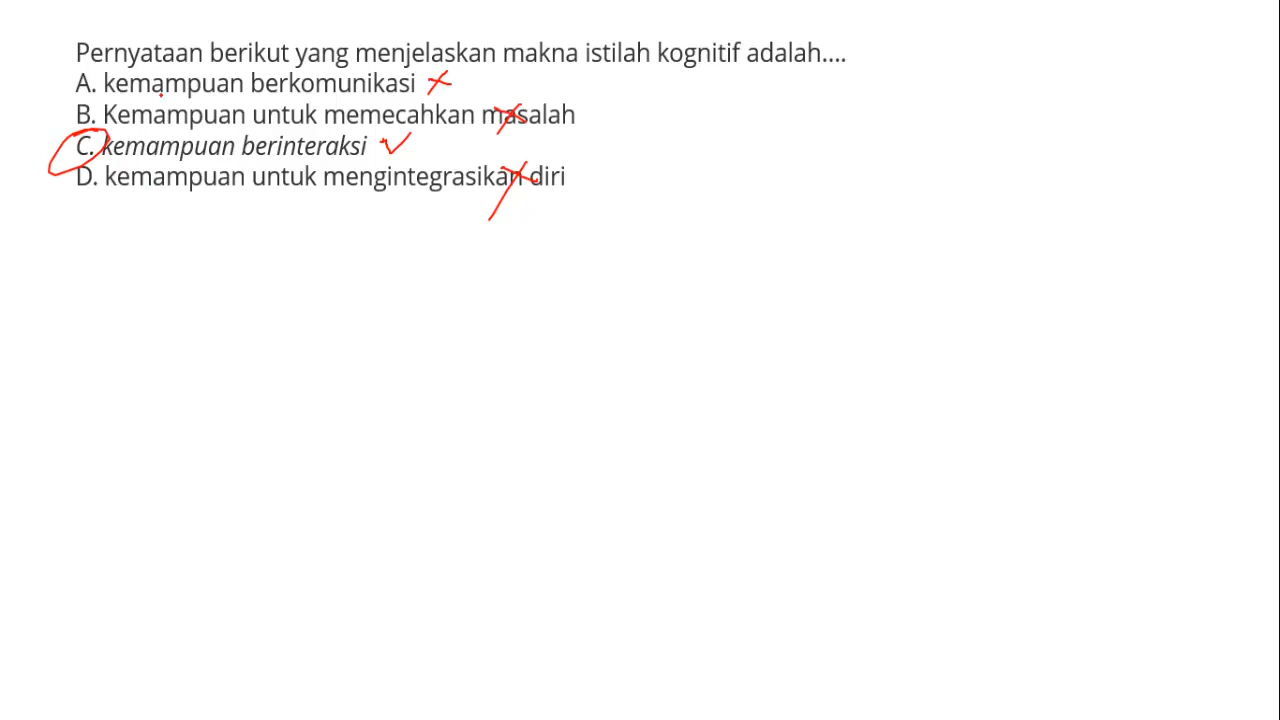 Pernyataan berikut yang menjelaskan makna istilah kognitif adalah....
A. kemampuan berkomunikasi
B. Kemampuan untuk memecahkan masalah
C. kemampuan berinteraksi
D. kemampuan untuk mengintegrasikan diri